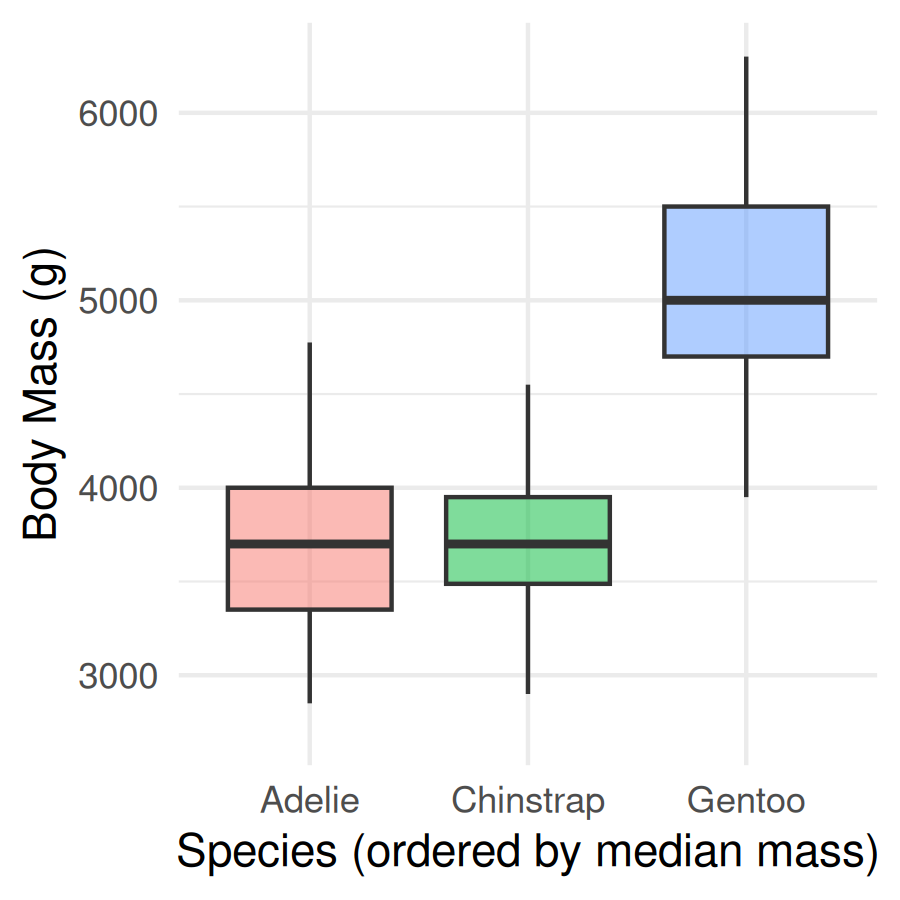 Body Mass (g)
6000
5000
4000
3000
Adelie Chinstrap Gentoo
Species (ordered by median mass)